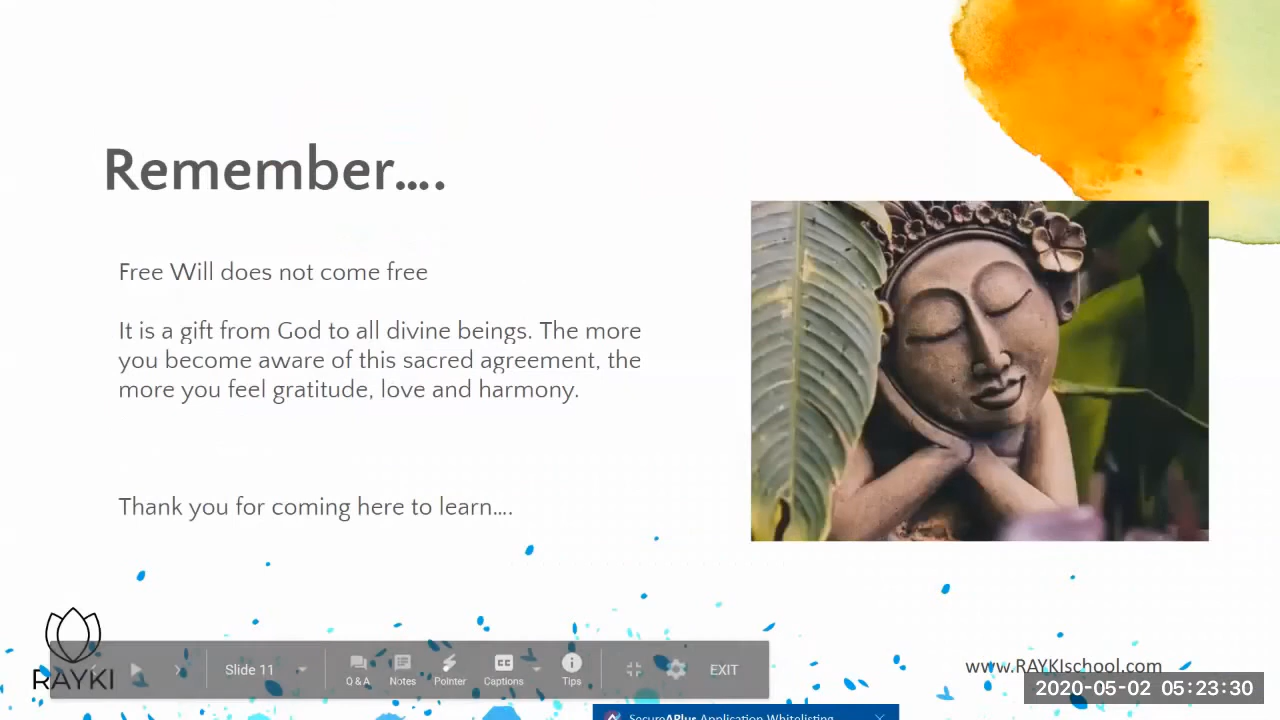 Remember….
Free Will does not come free
It is a gift from God to all divine beings. The more
you become aware of this sacred agreement, the
more you feel gratitude, love and harmony.
Thank you for coming here to learn….
RAYKI
Slide 11
Q & A
Notes
Pointer
Captions
Tips
EXIT
www.RAYKIschool.com
2020-05-02 05:23:30
SecureAPlus Application Whitelisting